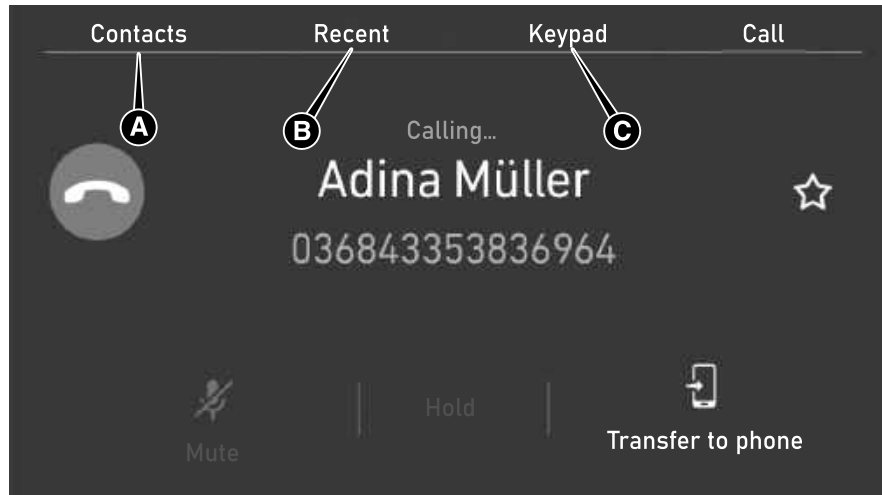 Contacts Recent Keypad Call
A B C
Calling...
Adina Müller
036843353836964
Hold
Mute
Transfer to phone